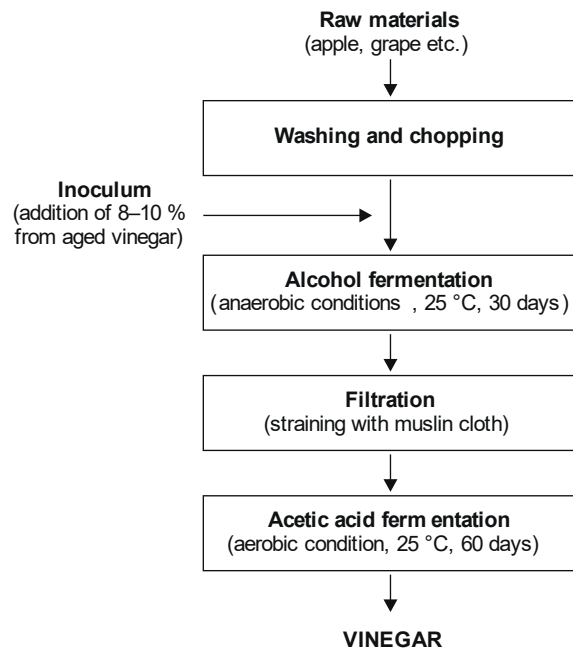 Raw materials
(apple, grape etc.)
Washing and chopping
Inoculum
(addition of 8–10 %
from aged vinegar)
Alcohol fermentation
(anaerobic conditions , 25 °C, 30 days)
Filtration
(straining with muslin cloth)
Acetic acid ferm entation
(aerobic condition, 25 °C, 60 days)
VINEGAR